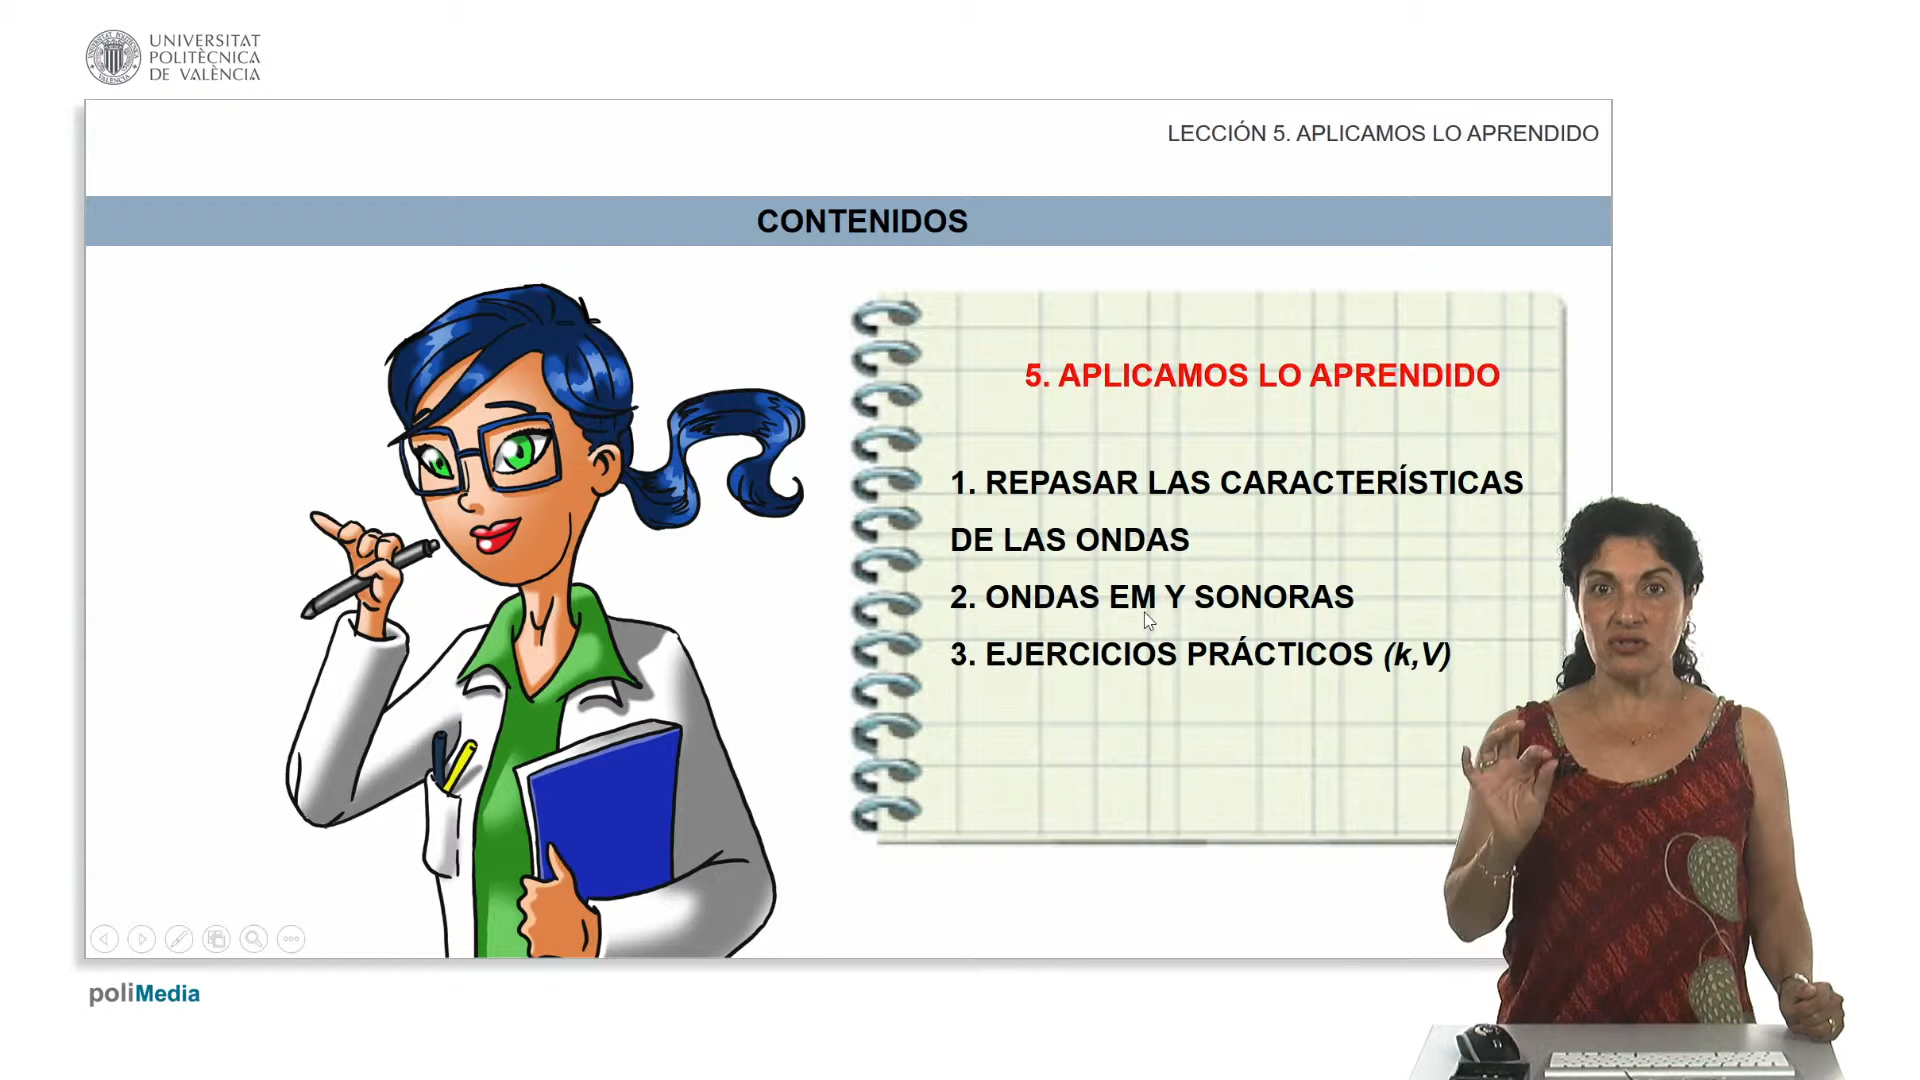 UNIVERSITAT
POLITÈCNICA
DE VALÈNCIA
LECCIÓN 5. APLICAMOS LO APRENDIDO
CONTENIDOS
5. APLICAMOS LO APRENDIDO
1. REPASAR LAS CARACTERÍSTICAS
DE LAS ONDAS
2. ONDAS EM Y SONORAS
3. EJERCICIOS PRÁCTICOS (k,V)
poliMedia